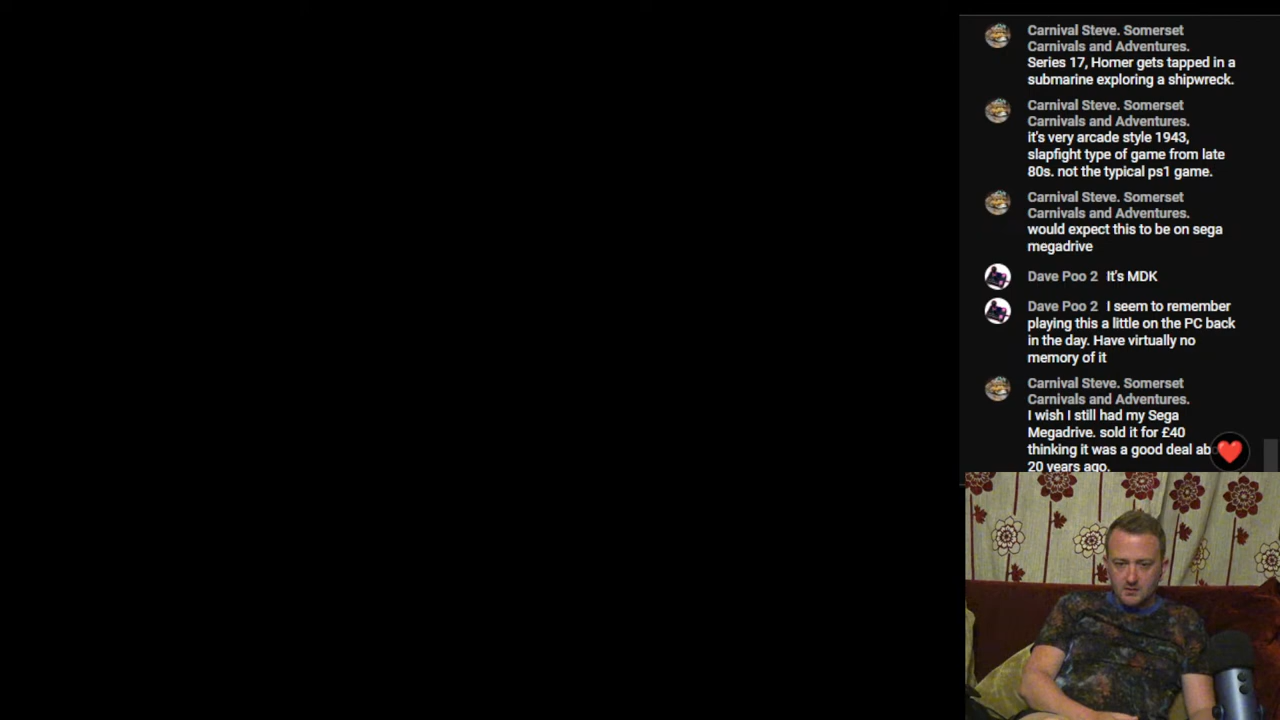 Carnival Steve. Somerset
Carnivals and Adventures.
Series 17, Homer gets tapped in a
submarine exploring a shipwreck.
Carnival Steve. Somerset
Carnivals and Adventures.
it's very arcade style 1943,
slapfight type of game from late
80s. not the typical ps1 game.
Carnival Steve. Somerset
Carnivals and Adventures.
would expect this to be on sega
megadrive
Dave Poo 2 It's MDK
Dave Poo 2 I seem to remember
playing this a little on the PC back
in the day. Have virtually no
memory of it
Carnival Steve. Somerset
Carnivals and Adventures.
I wish I still had my Sega
Megadrive. sold it for £40
thinking it was a good deal
20 years ago.